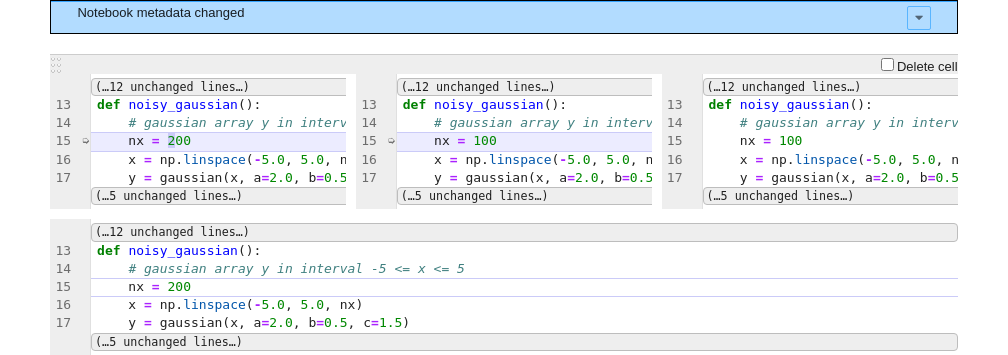 Notebook metadata changed
Delete cell
(…12 unchanged lines…)
13 def noisy_gaussian():
14 # gaussian array y in interv
15 nx = 200
16 x = np.linspace(-5.0, 5.0, n
17 y = gaussian(x, a=2.0, b=0.5
(…5 unchanged lines…)
(…12 unchanged lines…)
13 def noisy_gaussian():
14 # gaussian array y in interv
15 nx = 100
16 x = np.linspace(-5.0, 5.0, n
17 y = gaussian(x, a=2.0, b=0.5
(…5 unchanged lines…)
(…12 unchanged lines…)
13 def noisy_gaussian():
14 # gaussian array y in interv
15 nx = 100
16 x = np.linspace(-5.0, 5.0, n
17 y = gaussian(x, a=2.0, b=0.5
(…5 unchanged lines…)
(…12 unchanged lines…)
13 def noisy_gaussian():
14 # gaussian array y in interval -5 <= x <= 5
15 nx = 200
16 x = np.linspace(-5.0, 5.0, nx)
17 y = gaussian(x, a=2.0, b=0.5, c=1.5)
(…5 unchanged lines…)